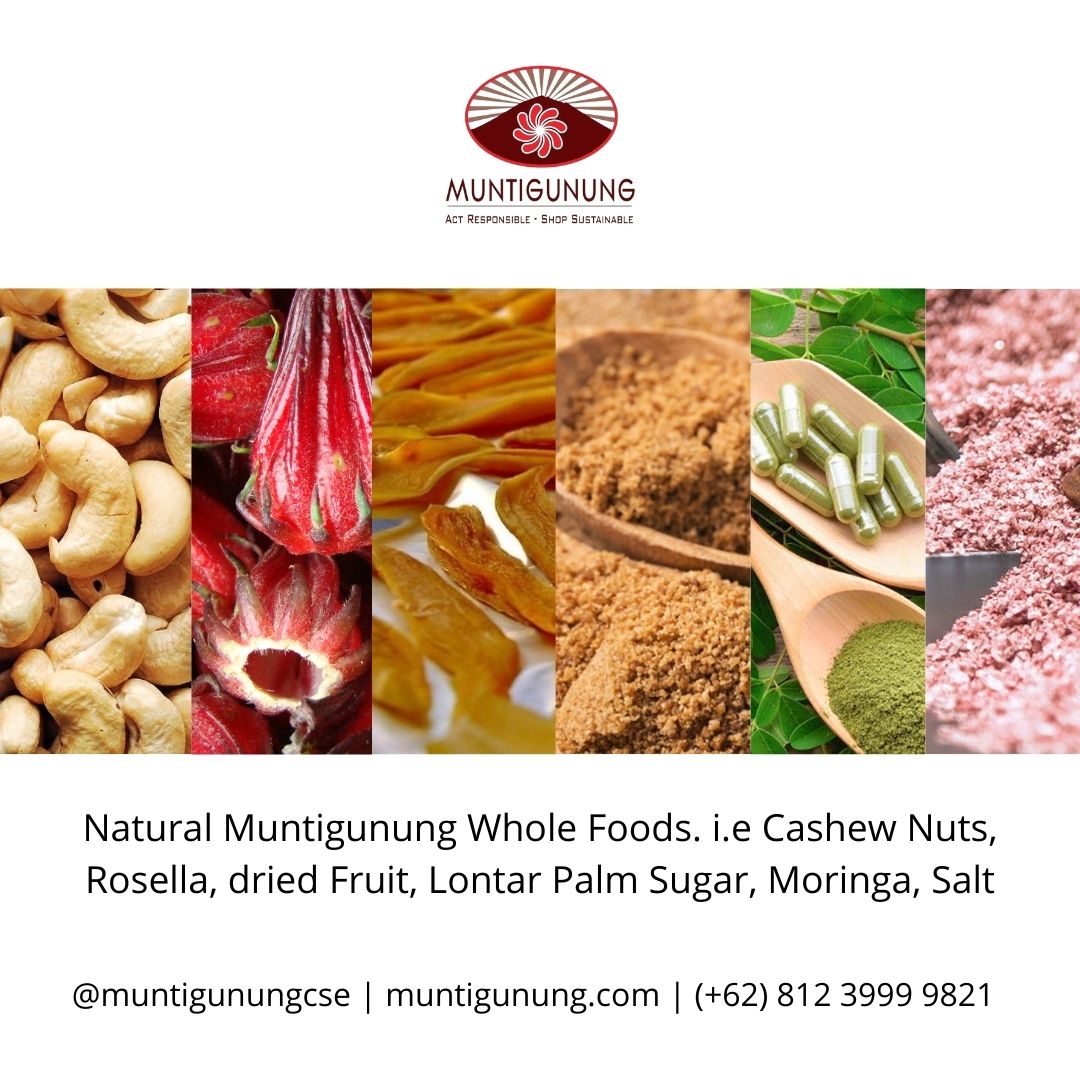 MUNTIGUNUNG
ACT RESPONSIBLE - SHOP SUSTAINABLE
Natural Muntigunung Whole Foods. i.e Cashew Nuts,
Rosella, dried Fruit, Lontar Palm Sugar, Moringa, Salt
@muntigunungcse | muntigunung.com | (+62) 812 3999 9821